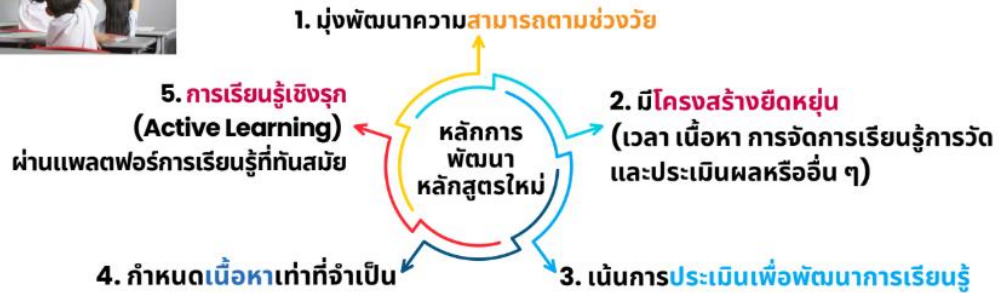 1. มุ่งพัฒนาความสามารถตามช่วงวัย
5. การเรียนรู้เชิงรุก
(Active Learning)
ผ่านแพลตฟอร์การเรียนรู้ที่ทันสมัย
หลักการ
พัฒนา
หลักสูตรใหม่
2. มีโครงสร้างยืดหยุ่น
(เวลา เนื้อหา การจัดการเรียนรู้การวัด
และประเมินผลหรืออื่น ๆ)
4. กำหนดเนื้อหาเท่าที่จำเป็น
3. เน้นการประเมินเพื่อพัฒนาการเรียนรู้